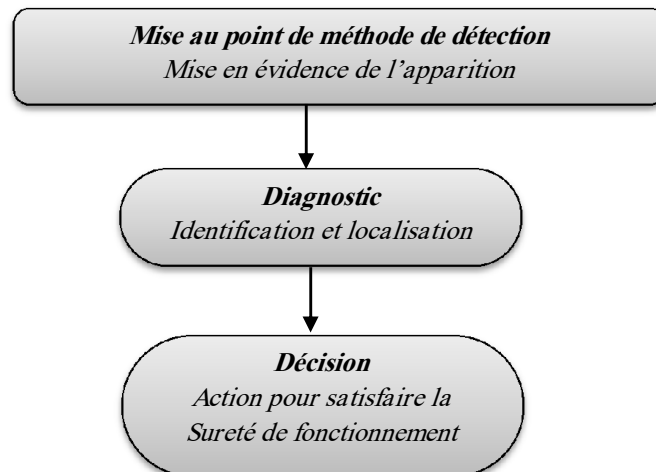 Mise au point de méthode de détection
Mise en évidence de l'apparition
Diagnostic
Identification et localisation
Décision
Action pour satisfaire la
Sureté de fonctionnement